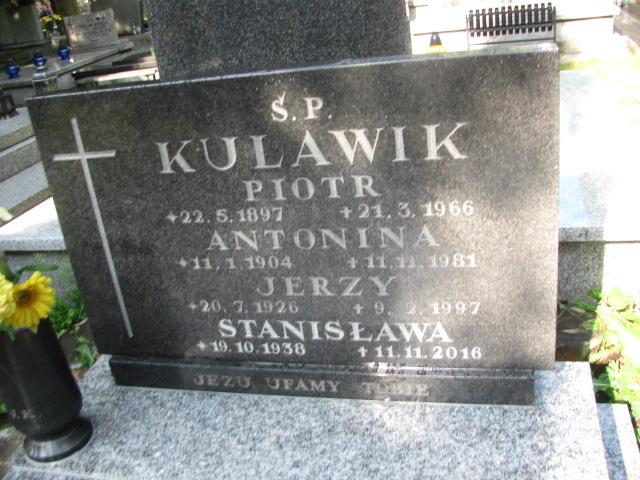 Ś.P.
KULAWIK
PIOTR
*22.5.1897 +21.3.1966
ANTONINA
*11.1.1904 +11.11.1981
JERZY
*20.7.1926 +9.2.1997
STANISŁAWA
*19.10.1938 +11.11.2016
JEZU UFAMY TOBIE